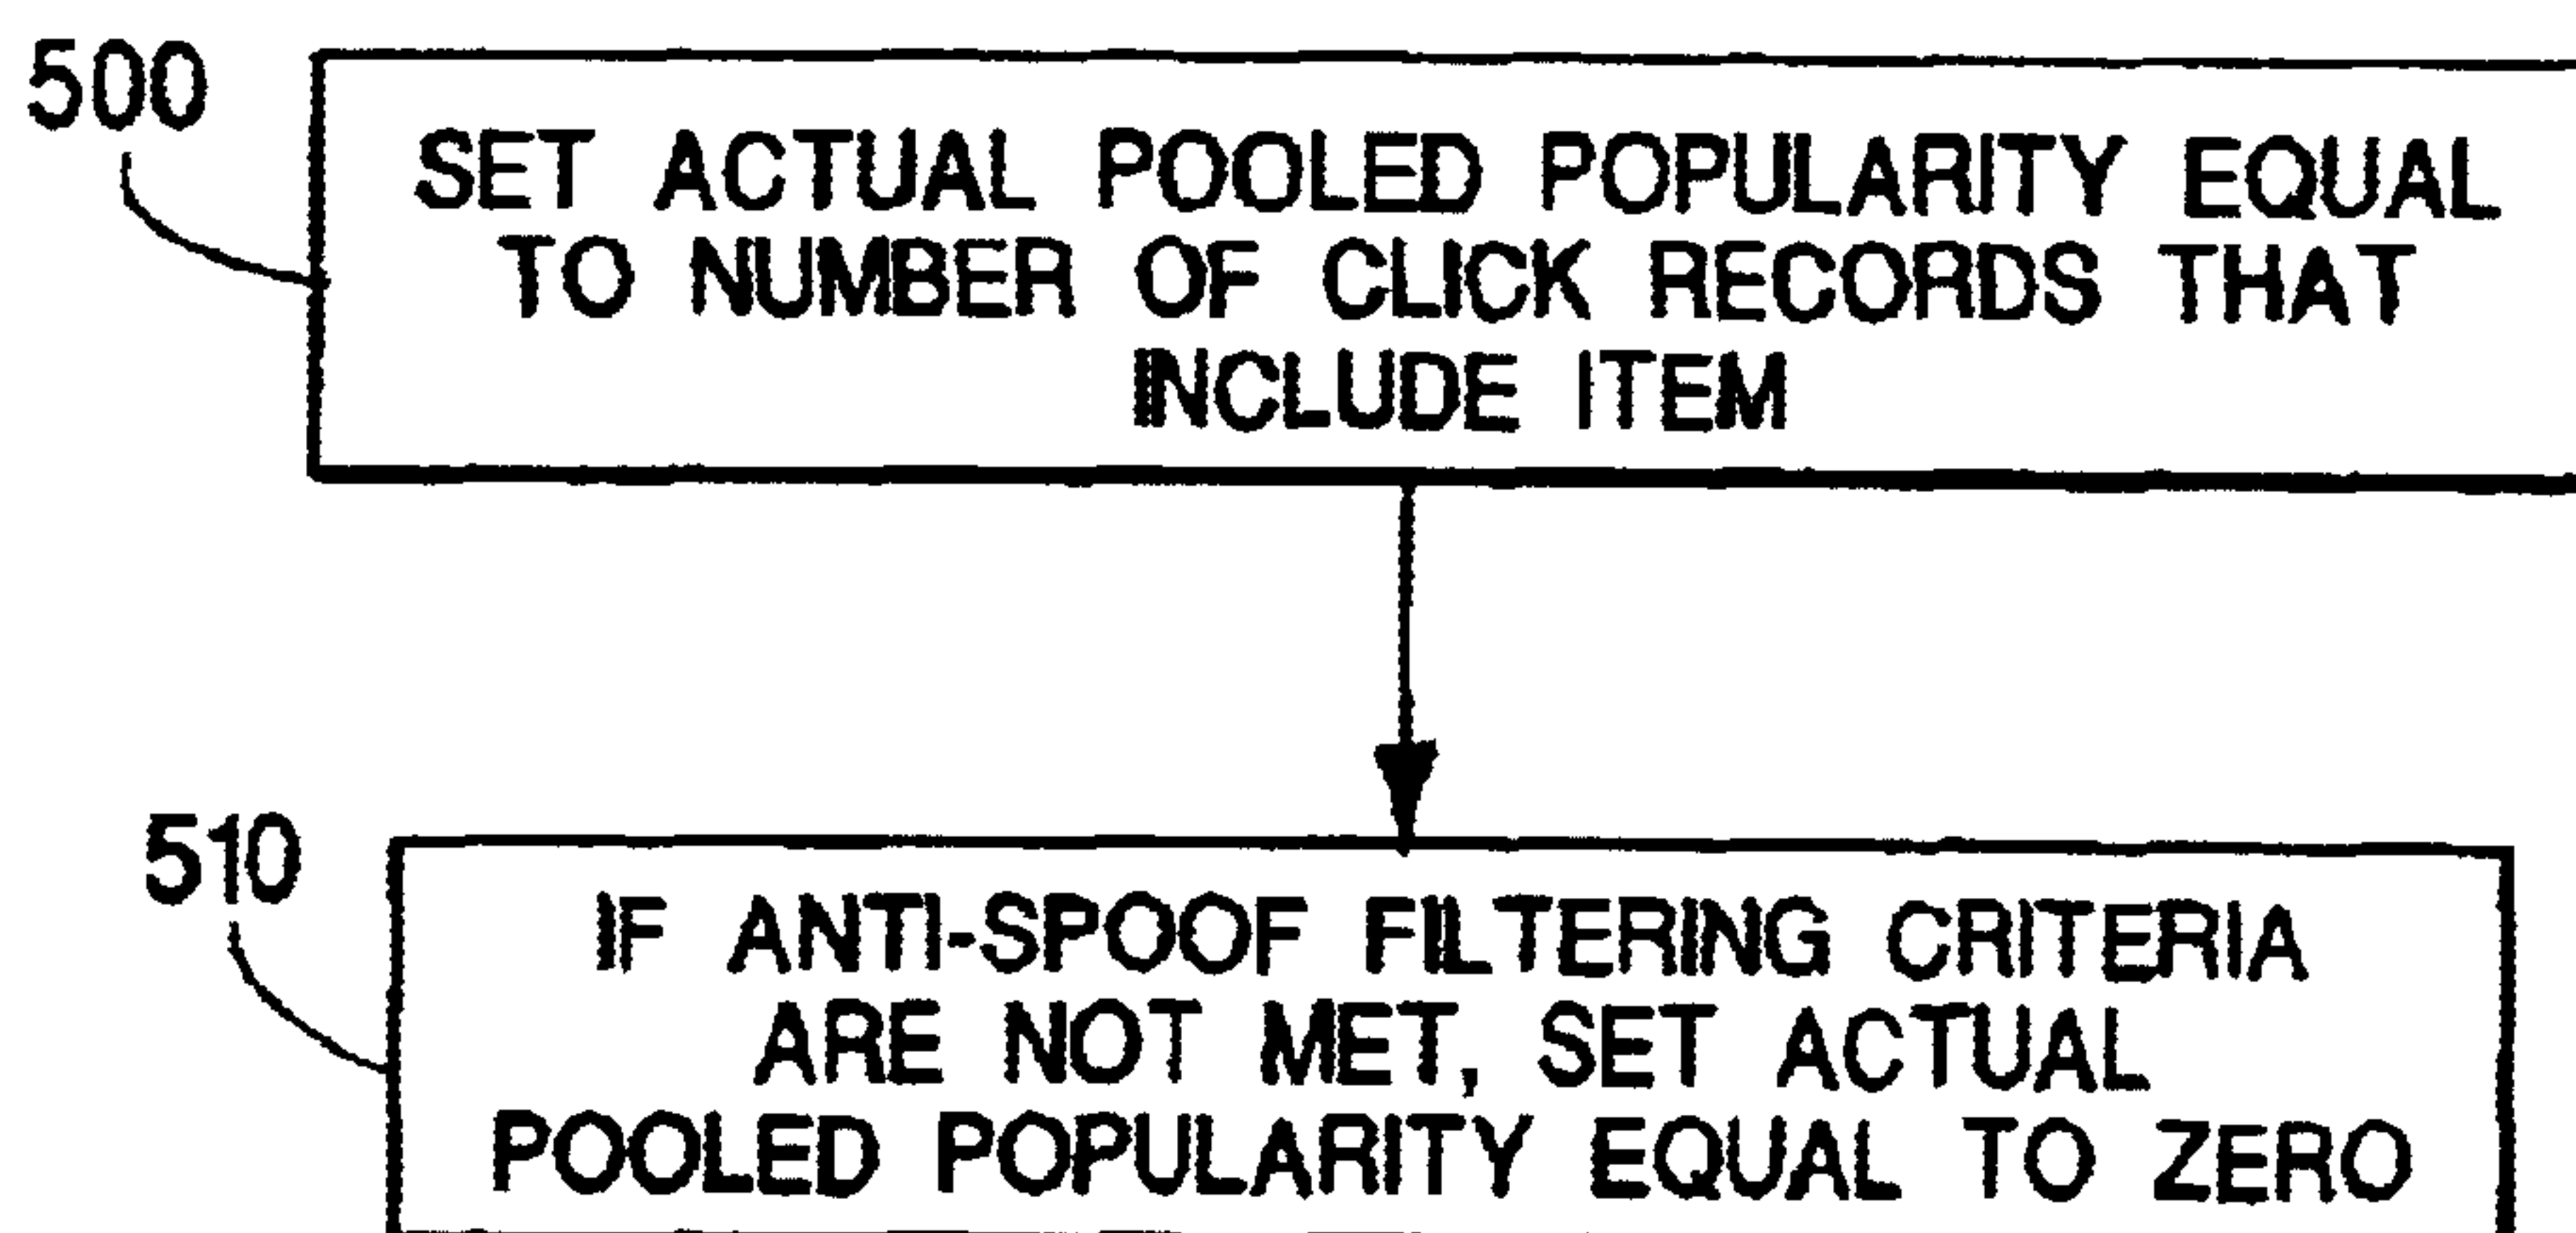 500
SET ACTUAL POOLED POPULARITY EQUAL
TO NUMBER OF CLICK RECORDS THAT
INCLUDE ITEM
510
IF ANTI-SPOOF FILTERING CRITERIA
ARE NOT MET, SET ACTUAL
POOLED POPULARITY EQUAL TO ZERO